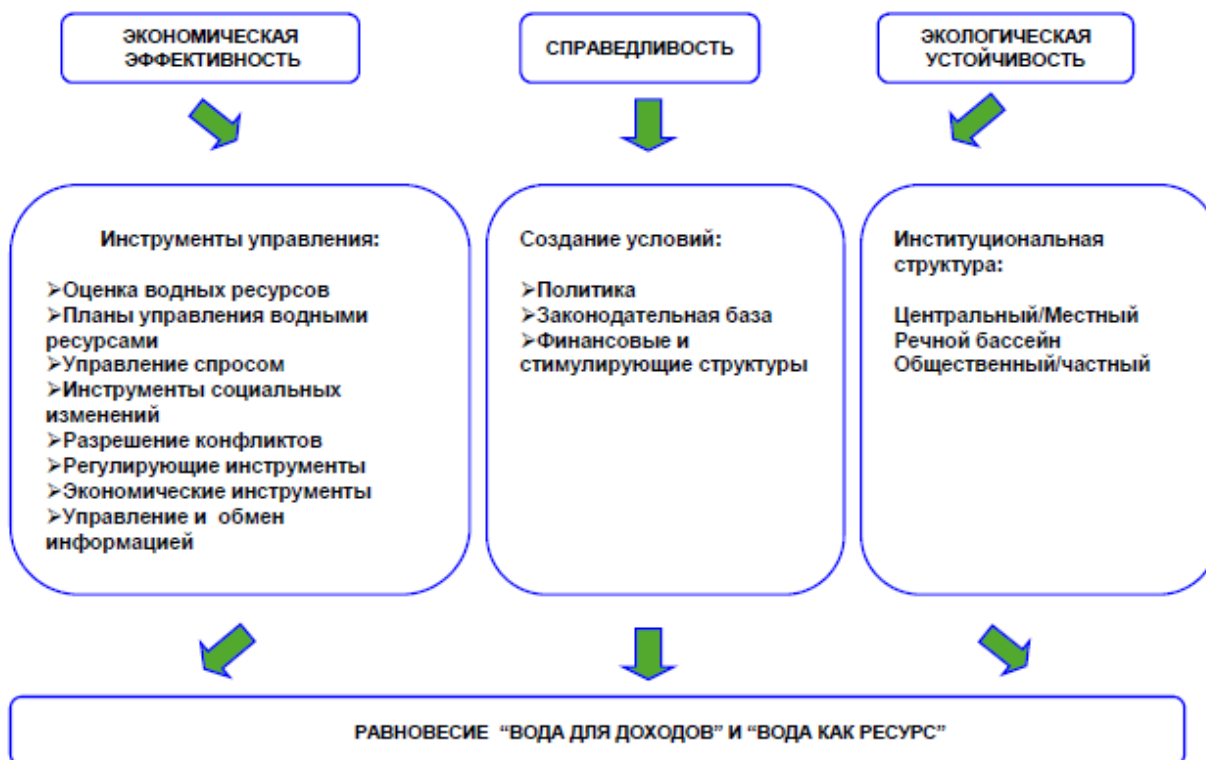 ЭКОНОМИЧЕСКАЯ
ЭФФЕКТИВНОСТЬ
СПРАВЕДЛИВОСТЬ
ЭКОЛОГИЧЕСКАЯ
УСТОЙЧИВОСТЬ
Инструменты управления:
➢Оценка водных ресурсов
➢Планы управления водными
ресурсами
➢Управление спросом
➢Инструменты социальных
изменений
➢Разрешение конфликтов
➢Регулирующие инструменты
➢Экономические инструменты
➢Управление и обмен
информацией
Создание условий:
➢Политика
➢Законодательная база
➢Финансовые и
стимулирующие структуры
Институциональная
структура:
Центральный/Местный
Речной бассейн
Общественный/частный
РАВНОВЕСИЕ “ВОДА ДЛЯ ДОХОДОВ” И “ВОДА КАК РЕСУРС”